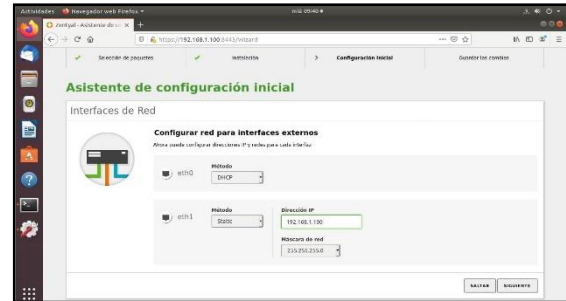 Actividades Navegador web Firefox mié 09:40
Zentyal - Asistente de
https://192.168.1.100:8443/Wizard
Selección de paquetes Instalación Configuración inicial Guardar los cambios
Asistente de configuración inicial
Interfaces de Red
Configurar red para interfaces externos
Ahora puede configurar direcciones IP y redes para cada interfaz
eth0 Método
DHCP
eth1 Método Dirección IP
Static 192.168.1.100
Máscara de red
255.255.255.0
SALTAR SIGUIENTE